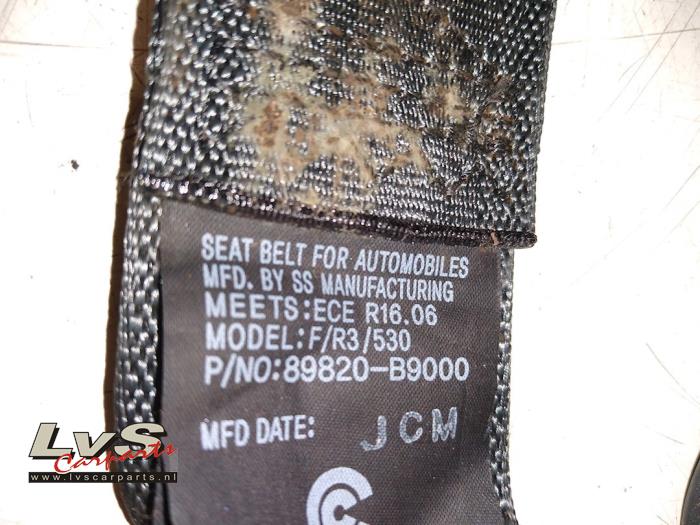 SEAT BELT FOR AUTOMOBILES
MFD. BY SS MANUFACTURING
MEETS:ECE R16.06
MODEL:F/R3/530
P/NO:89820-B9000
MFD DATE: JCM
LvS
Carparts
www.lvscarparts.nl